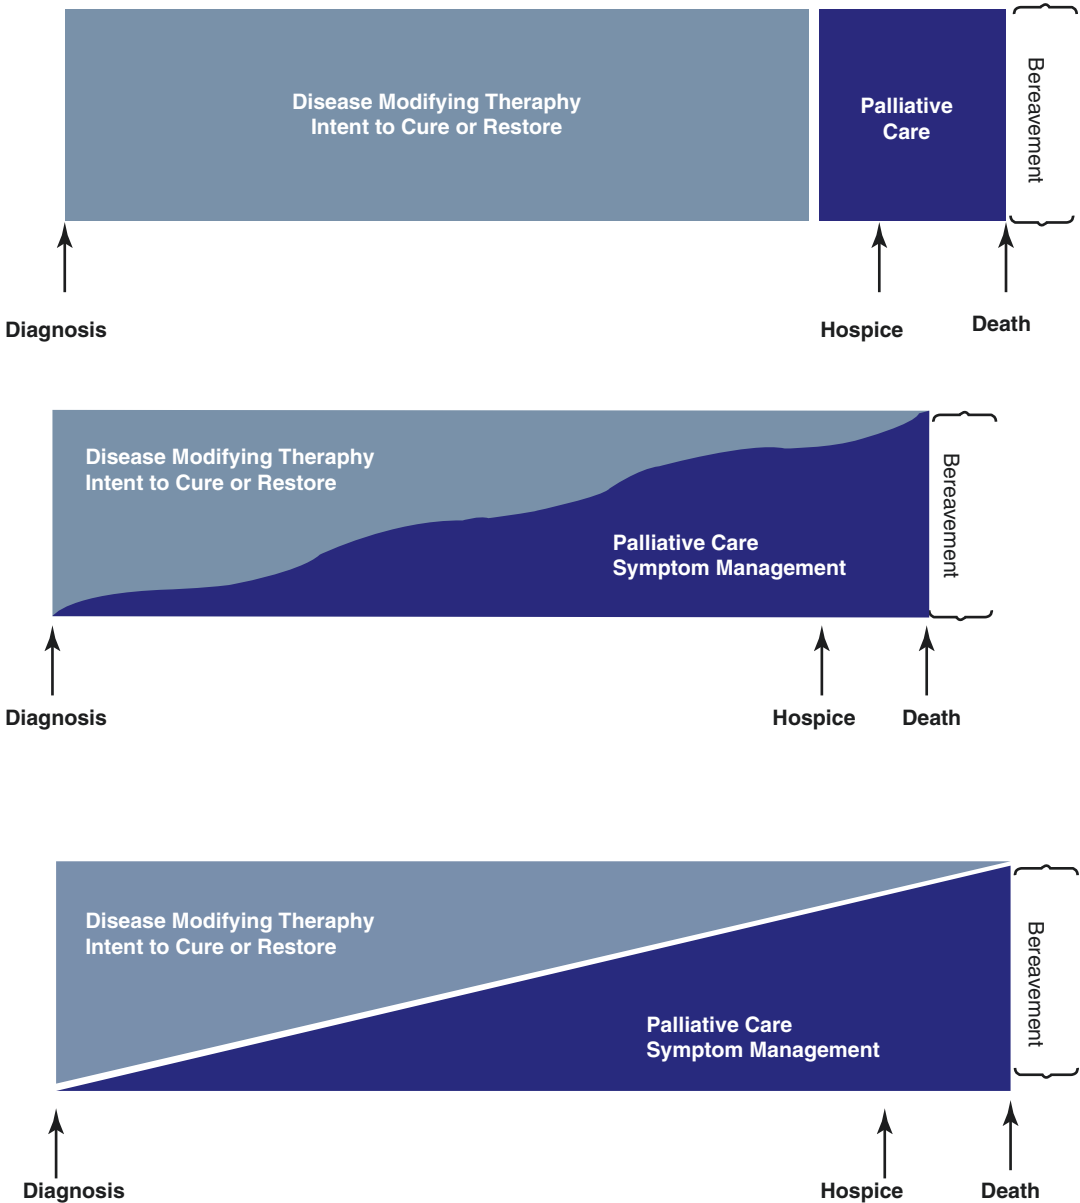 Disease Modifying Theraphy
Intent to Cure or Restore
Palliative
Care
Bereavement
Diagnosis
Hospice
Death
Disease Modifying Theraphy
Intent to Cure or Restore
Palliative Care
Symptom Management
Bereavement
Diagnosis
Hospice
Death
Disease Modifying Theraphy
Intent to Cure or Restore
Palliative Care
Symptom Management
Bereavement
Diagnosis
Hospice
Death